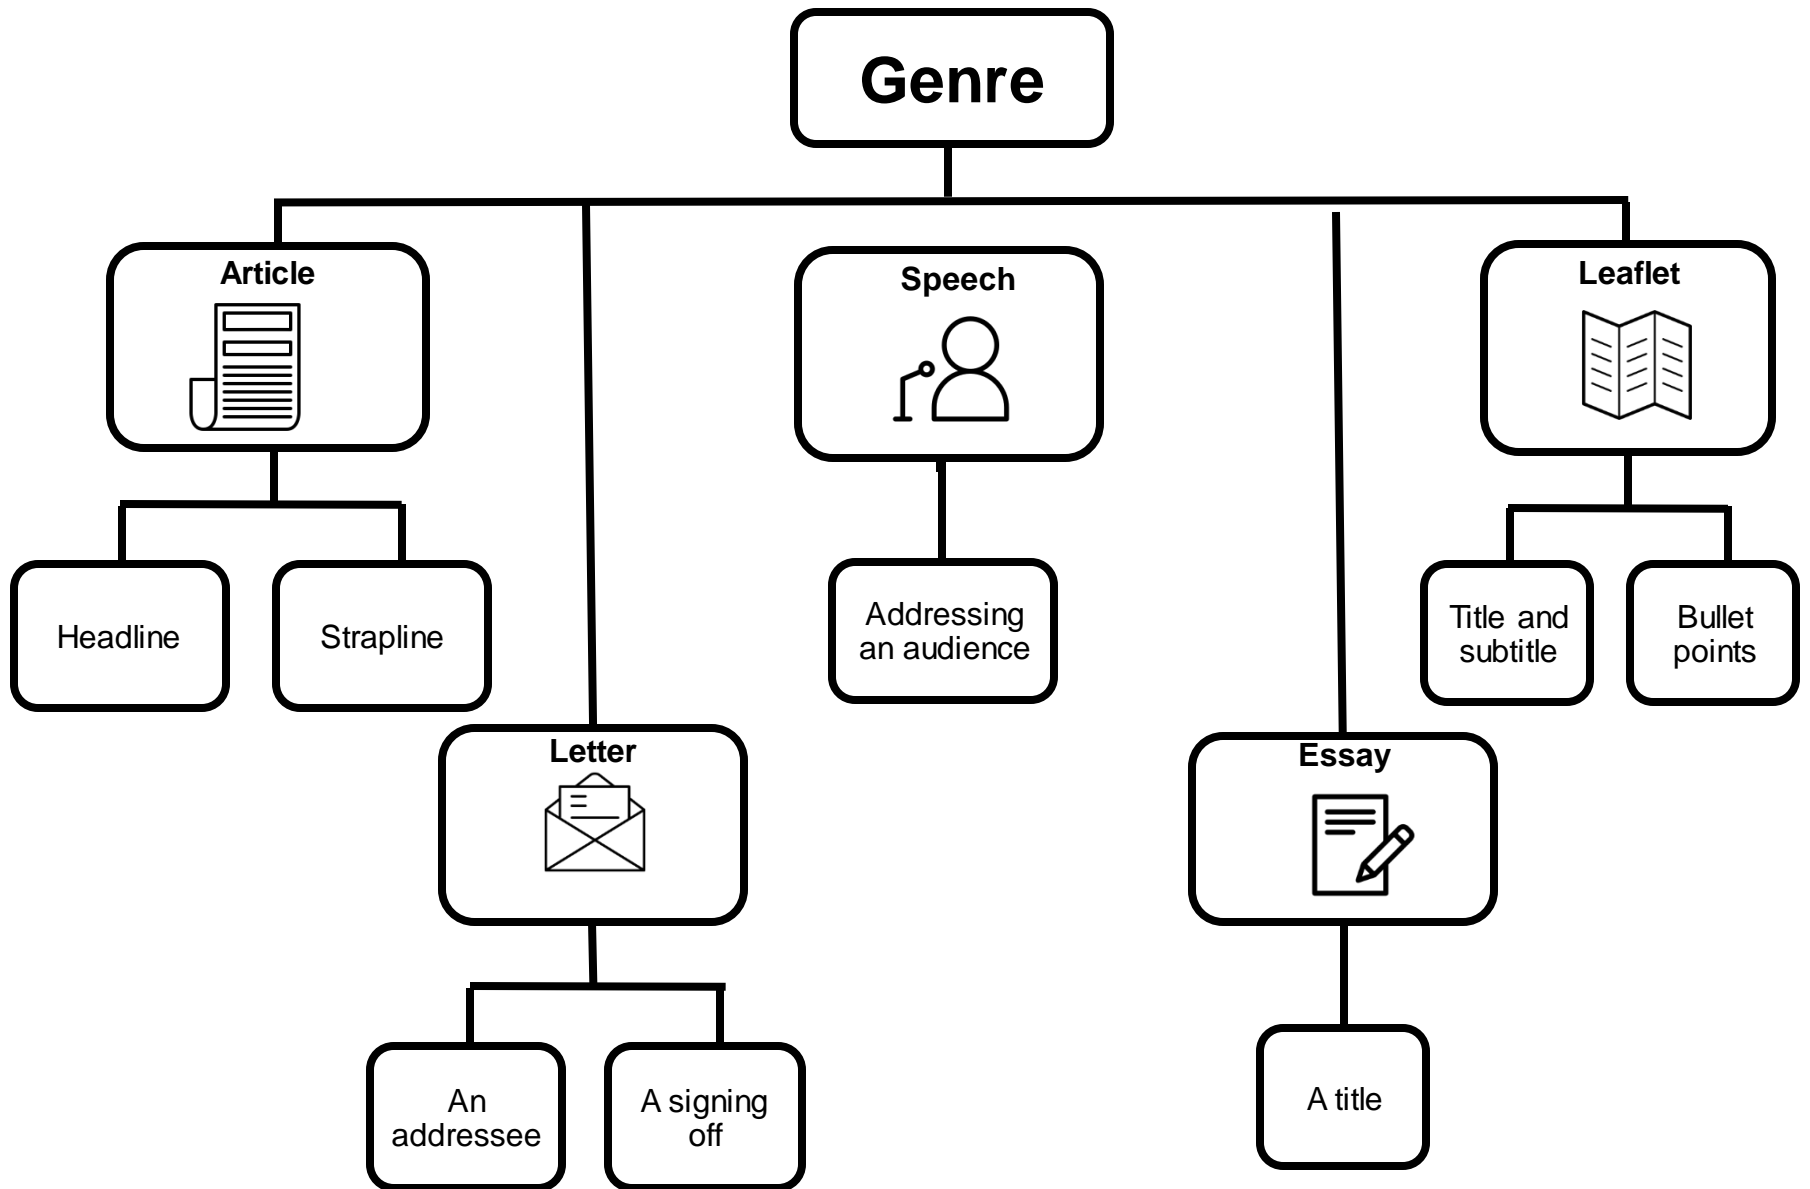 Genre
Article
Speech
Leaflet
Headline
Strapline
Addressing
an audience
Title and
subtitle
Bullet
points
Letter
Essay
An
addressee
A signing
off
A title